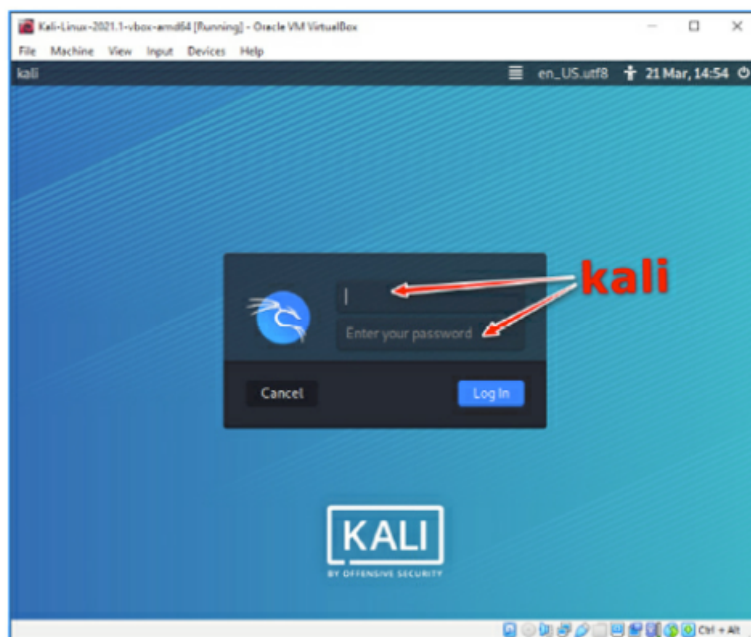 Kali-Linux-2021.1-vbox-amd64 [Running] - Oracle VM VirtualBox
File Machine View Input Devices Help
kali en_US.utf8 21 Mar, 14:54
kali
Enter your password
Cancel Log In
KALI
BY OFFENSIVE SECURITY
Ctrl + Alt